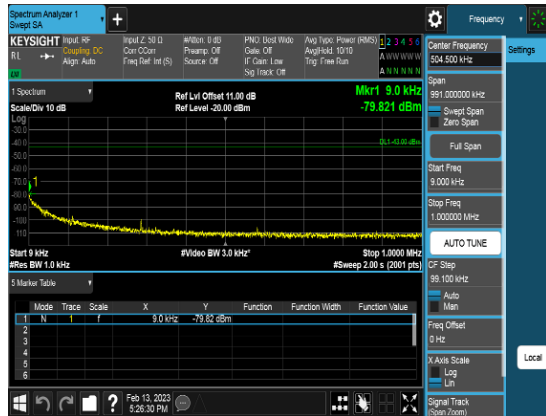 Spectrum Analyzer 1
Swept SA
+
Frequency
KEYSIGHT
Input: RF
Coupling: DC
Align: Auto
Input Z: 50 Ω
Corr CCorr
Freq Ref: Int (S)
#Atten: 0 dB
Preamp: Off
Source: Off
PNO: Best Wide
Gate: Off
IF Gain: Low
Sig Track: Off
Avg Type: Power (RMS)
Avg|Hold: 10/10
Trig: Free Run
1 2 3 4 5 6
A W W W W W
A N N N N N
R L
1 Spectrum
Scale/Div 10 dB
Ref Lvl Offset 11.00 dB
Ref Level -20.00 dBm
Mkr1 9.0 kHz
-79.821 dBm
Log
-30.0
-40.0
-50.0
-60.0
-70.0
-80.0
-90.0
-100
-110
DL1 -43.00 dBm
1
Start 9 kHz
#Res BW 1.0 kHz
#Video BW 3.0 kHz*
Stop 1.0000 MHz
#Sweep 2.00 s (2001 pts)
5 Marker Table
Mode Trace Scale X Y Function Function Width Function Value
1 N 1 f 9.0 kHz -79.82 dBm
2
3
4
5
6
Feb 13, 2023
5:26:30 PM
?
Center Frequency
504.500 kHz
Settings
Span
991.000000 kHz
Swept Span
Zero Span
Full Span
Start Freq
9.000 kHz
Stop Freq
1.000000 MHz
AUTO TUNE
CF Step
99.100 kHz
Auto
Man
Freq Offset
0 Hz
X Axis Scale
Log
Lin
Local
Signal Track
(Span Zoom)